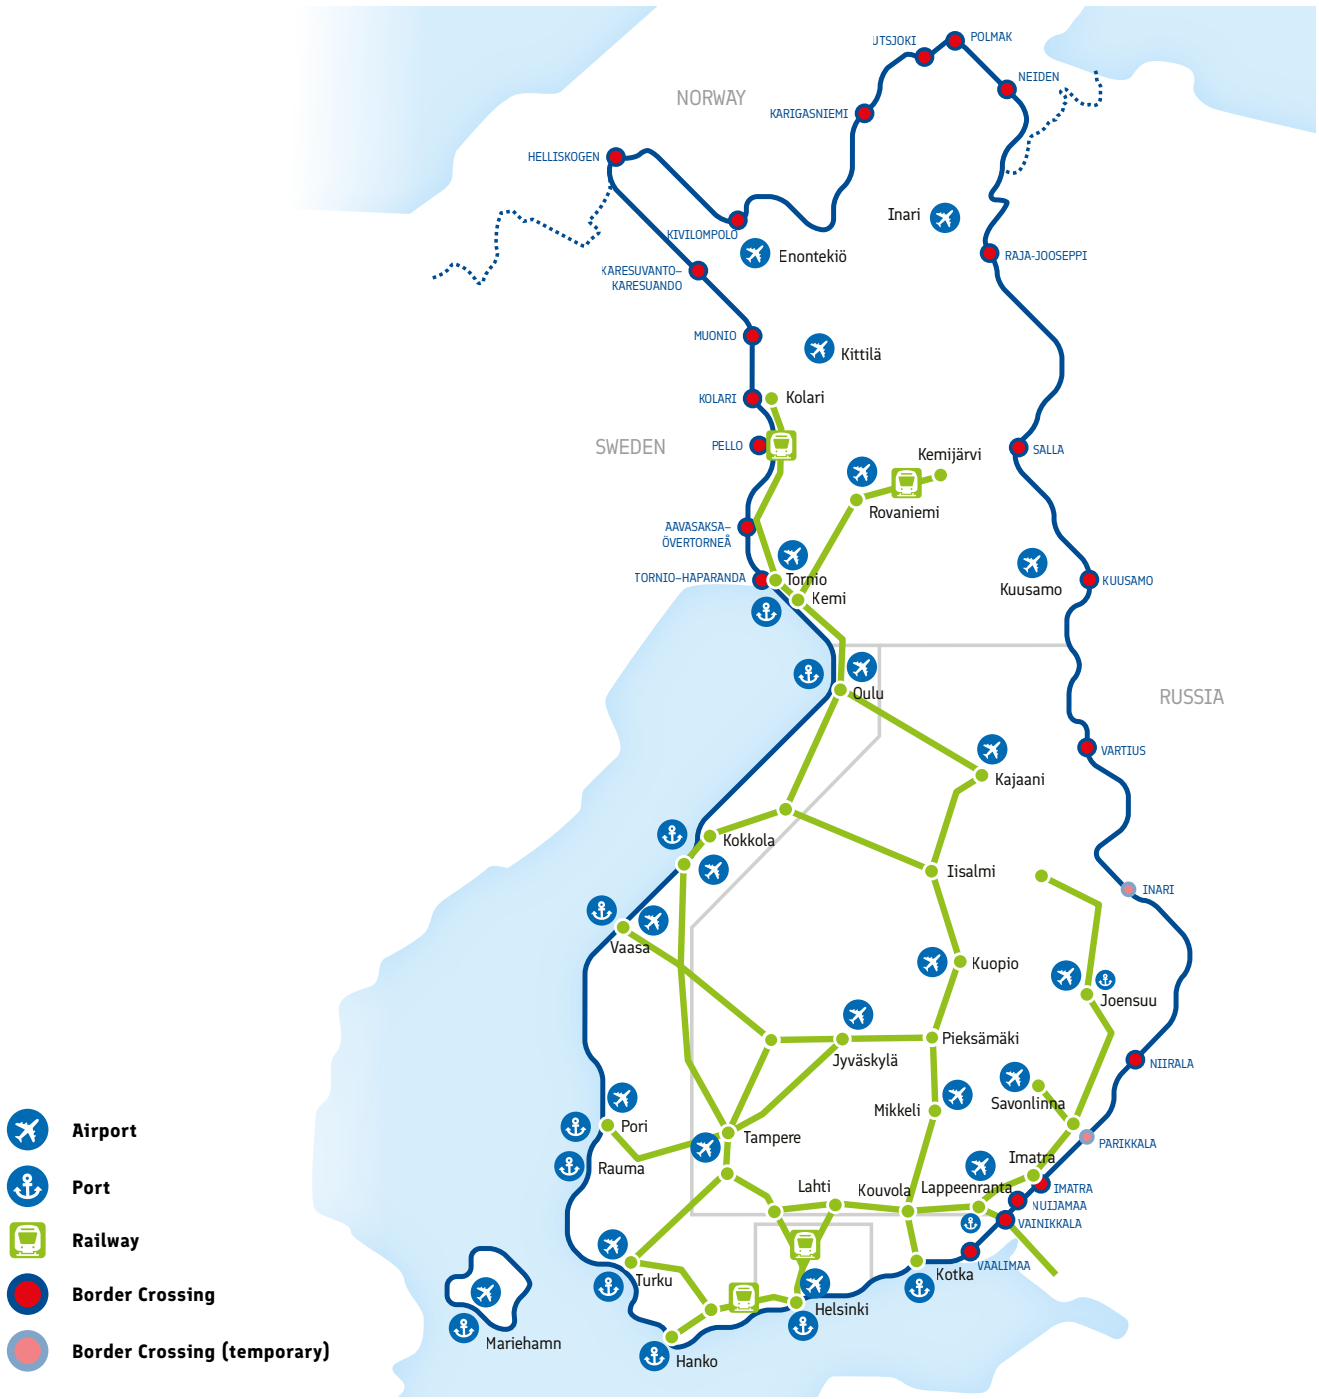 UTSJOKI
POLMAK
NEIDEN
NORWAY
KARIGASNIEMI
HELLISKOGEN
Inari
KIVILOMPOLO
Enontekiö
RAJA-JOOSEPPI
KARESUVANTO–
KARESUANDO
MUONIO
Kittilä
KOLARI
Kolari
SWEDEN
PELLO
Kemijärvi
SALLA
Rovaniemi
AAVASAKSA–
ÖVERTORNEÅ
TORNIO–HAPARANDA
Tornio
Kemi
Kuusamo
KUUSAMO
Oulu
RUSSIA
VARTIUS
Kajaani
Kokkola
Iisalmi
INARI
Vaasa
Kuopio
Joensuu
Pieksämäki
Jyväskylä
NIIRALA
Savonlinna
Mikkeli
Pori
Tampere
PARIKKALA
Rauma
Imatra
Lahti
Kouvola
Lappeenranta
IMATRA
NUIJAMAA
VAINIKKALA
VAALIMAA
Kotka
Turku
Helsinki
Mariehamn
Hanko
Airport
Port
Railway
Border Crossing
Border Crossing (temporary)